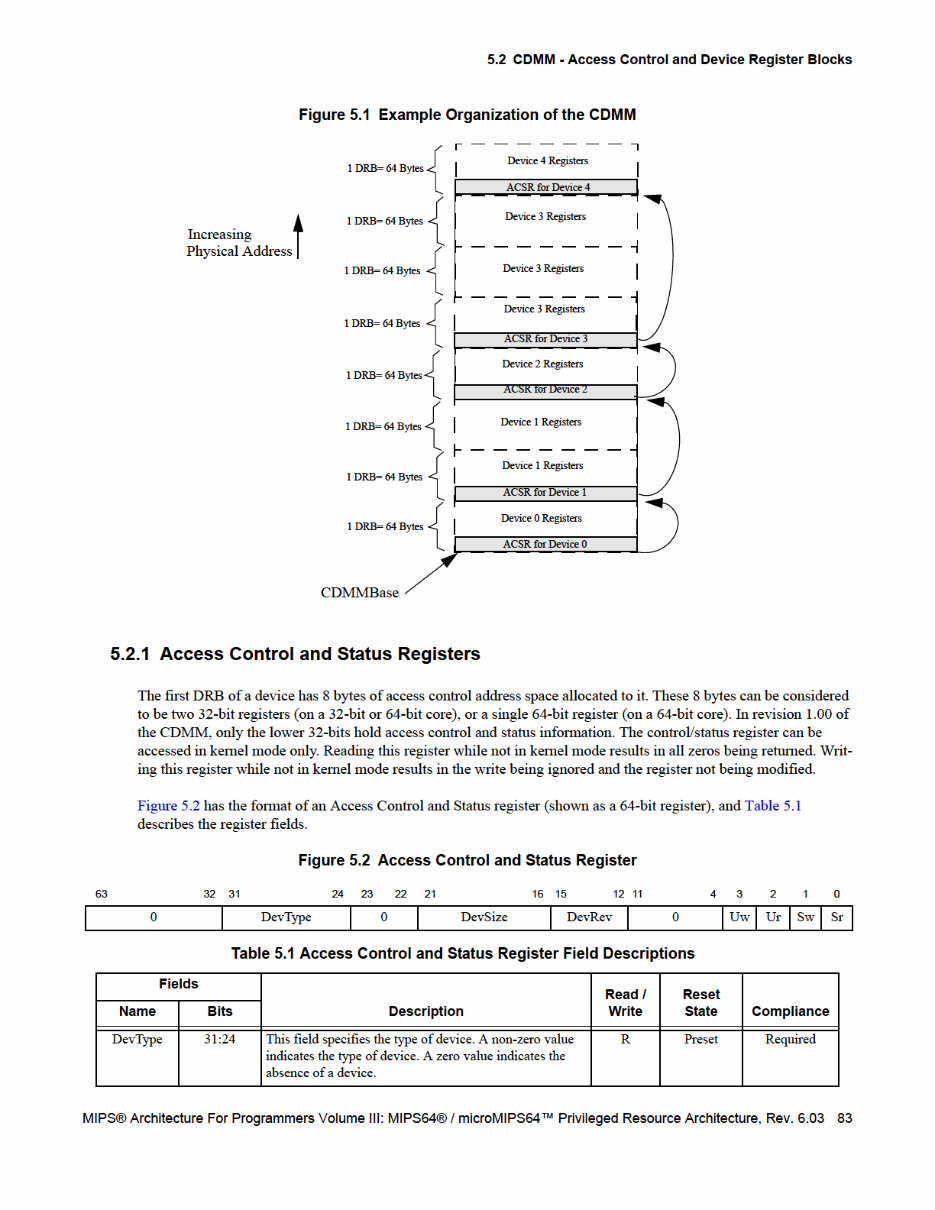 5.2 CDMM - Access Control and Device Register Blocks
Figure 5.1 Example Organization of the CDMM
1 DRB= 64 Bytes
Device 4 Registers
ACSR for Device 4
1 DRB= 64 Bytes
Device 3 Registers
Increasing
Physical Address
1 DRB= 64 Bytes
Device 3 Registers
1 DRB= 64 Bytes
Device 3 Registers
ACSR for Device 3
1 DRB= 64 Bytes
Device 2 Registers
ACSR for Device 2
1 DRB= 64 Bytes
Device 1 Registers
1 DRB= 64 Bytes
Device 1 Registers
ACSR for Device 1
1 DRB= 64 Bytes
Device 0 Registers
ACSR for Device 0
CDMMBase
5.2.1 Access Control and Status Registers
The first DRB of a device has 8 bytes of access control address space allocated to it. These 8 bytes can be considered
to be two 32-bit registers (on a 32-bit or 64-bit core), or a single 64-bit register (on a 64-bit core). In revision 1.00 of
the CDMM, only the lower 32-bits hold access control and status information. The control/status register can be
accessed in kernel mode only. Reading this register while not in kernel mode results in all zeros being returned. Writ-
ing this register while not in kernel mode results in the write being ignored and the register not being modified.
Figure 5.2 has the format of an Access Control and Status register (shown as a 64-bit register), and Table 5.1
describes the register fields.
Figure 5.2 Access Control and Status Register
63 32 31 24 23 22 21 16 15 12 11 4 3 2 1 0
0 DevType 0 DevSize DevRev 0 Uw Ur Sw Sr
Table 5.1 Access Control and Status Register Field Descriptions
Fields
Name Bits Description Read / Write Reset State Compliance
DevType 31:24 This field specifies the type of device. A non-zero value R Preset Required
indicates the type of device. A zero value indicates the
absence of a device.
MIPS® Architecture For Programmers Volume III: MIPS64® / microMIPS64™ Privileged Resource Architecture, Rev. 6.03 83